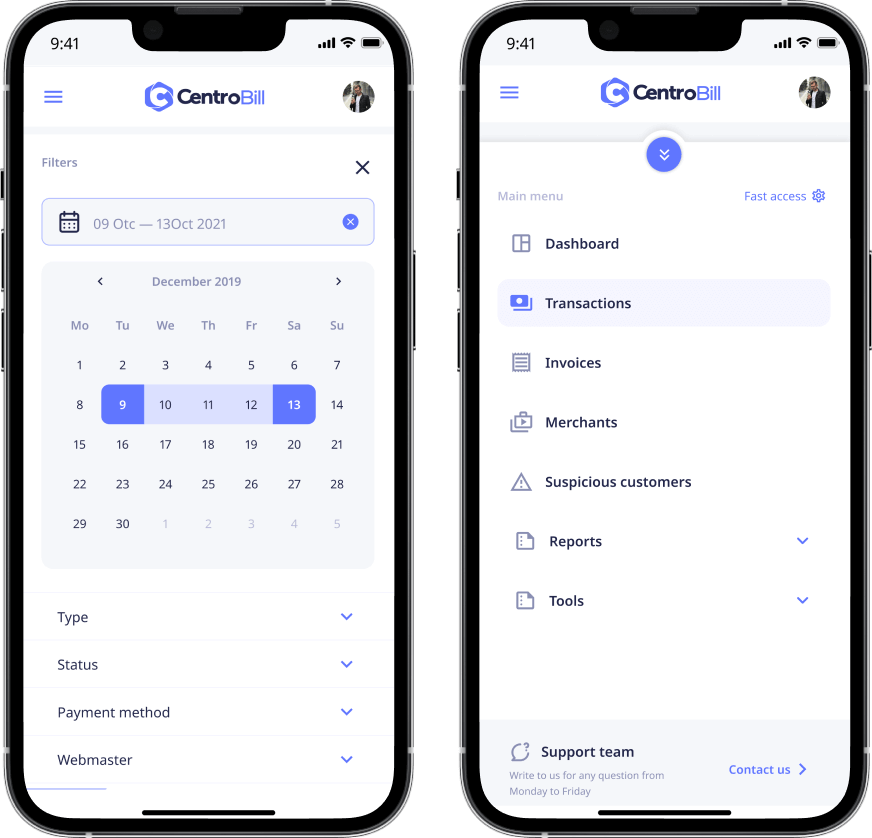 9:41
CentroBill
Filters
09 Otc — 13Oct 2021
December 2019
Mo Tu We Th Fr Sa Su
1 2 3 4 5 6 7
8 9 10 11 12 13 14
15 16 17 18 19 20 21
22 23 24 25 26 27 28
29 30 1 2 3 4 5
Type
Status
Payment method
Webmaster
9:41
CentroBill
Main menu Fast access
Dashboard
Transactions
Invoices
Merchants
Suspicious customers
Reports
Tools
Support team
Write to us for any question from
Monday to Friday
Contact us